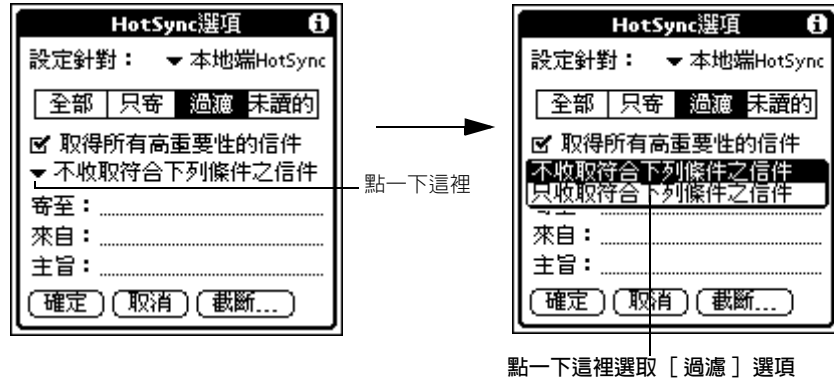 HotSync選項
設定針對： 本地端HotSync
全部 只寄 過濾 未讀的
取得所有高重要性的信件
不收取符合下列條件之信件
寄至：
來自：
主旨：
確定 取消 截斷...
點一下這裡
HotSync選項
設定針對： 本地端HotSync
全部 只寄 過濾 未讀的
取得所有高重要性的信件
不收取符合下列條件之信件
只收取符合下列條件之信件
來自：
主旨：
確定 取消 截斷...
點一下這裡選取［過濾］選項